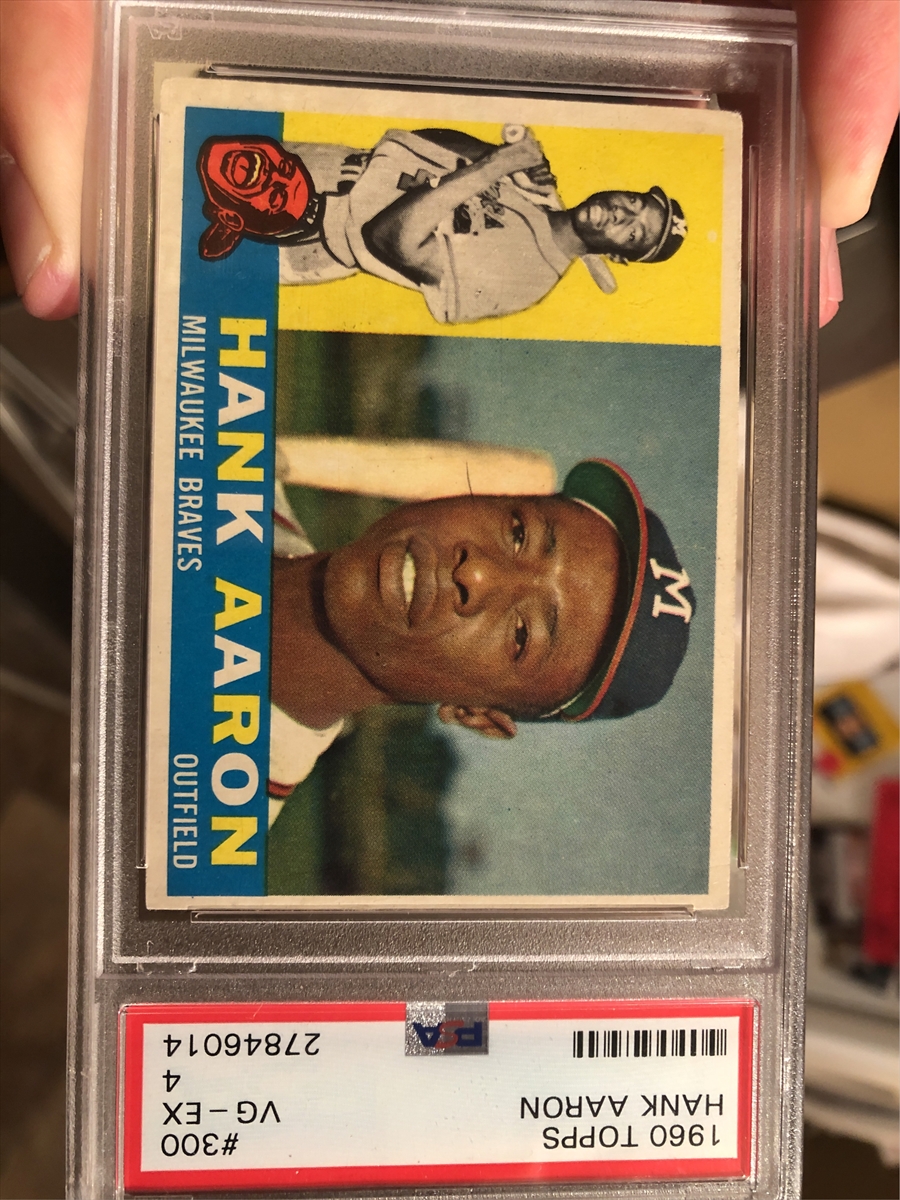 1960 TOPPS #300
HANK AARON VG-EX
4
PSA 27846014
HANK AARON
MILWAUKEE BRAVES OUTFIELD
M
M